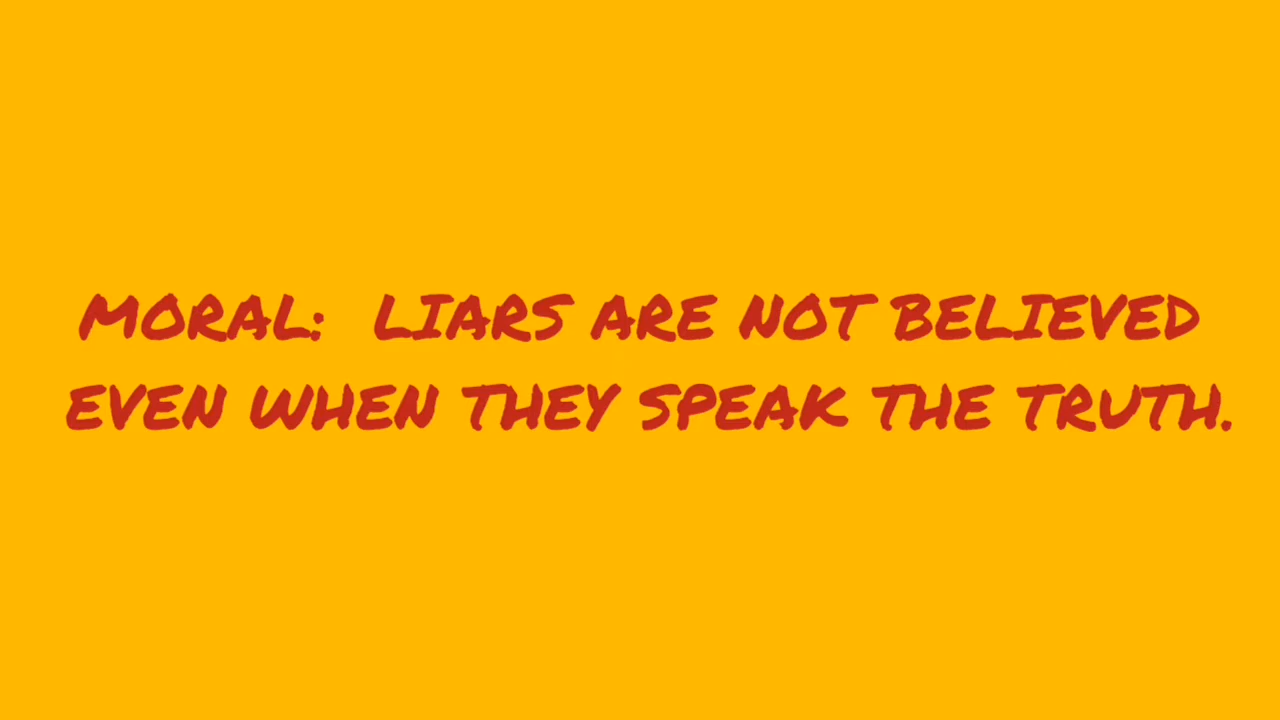 MORAL:  LIARS ARE NOT BELIEVED
EVEN WHEN THEY SPEAK THE TRUTH.